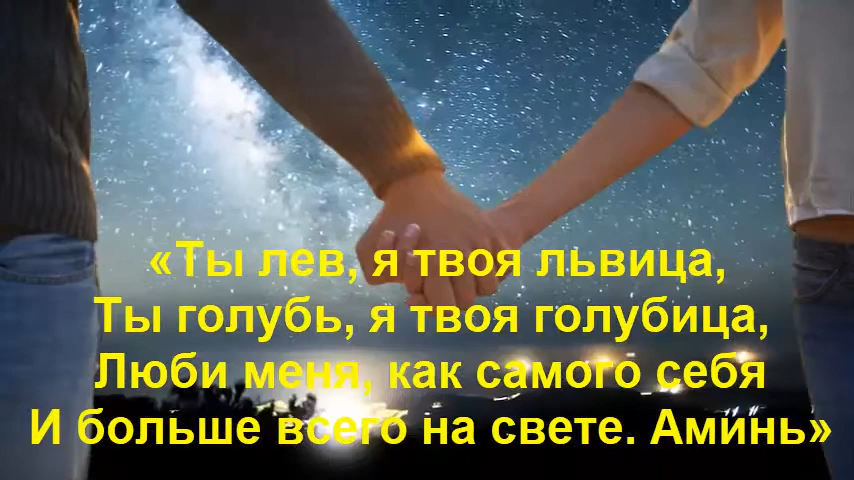 «Ты лев, я твоя львица,
Ты голубь, я твоя голубица,
Люби меня, как самого себя
И больше всего на свете. Аминь»